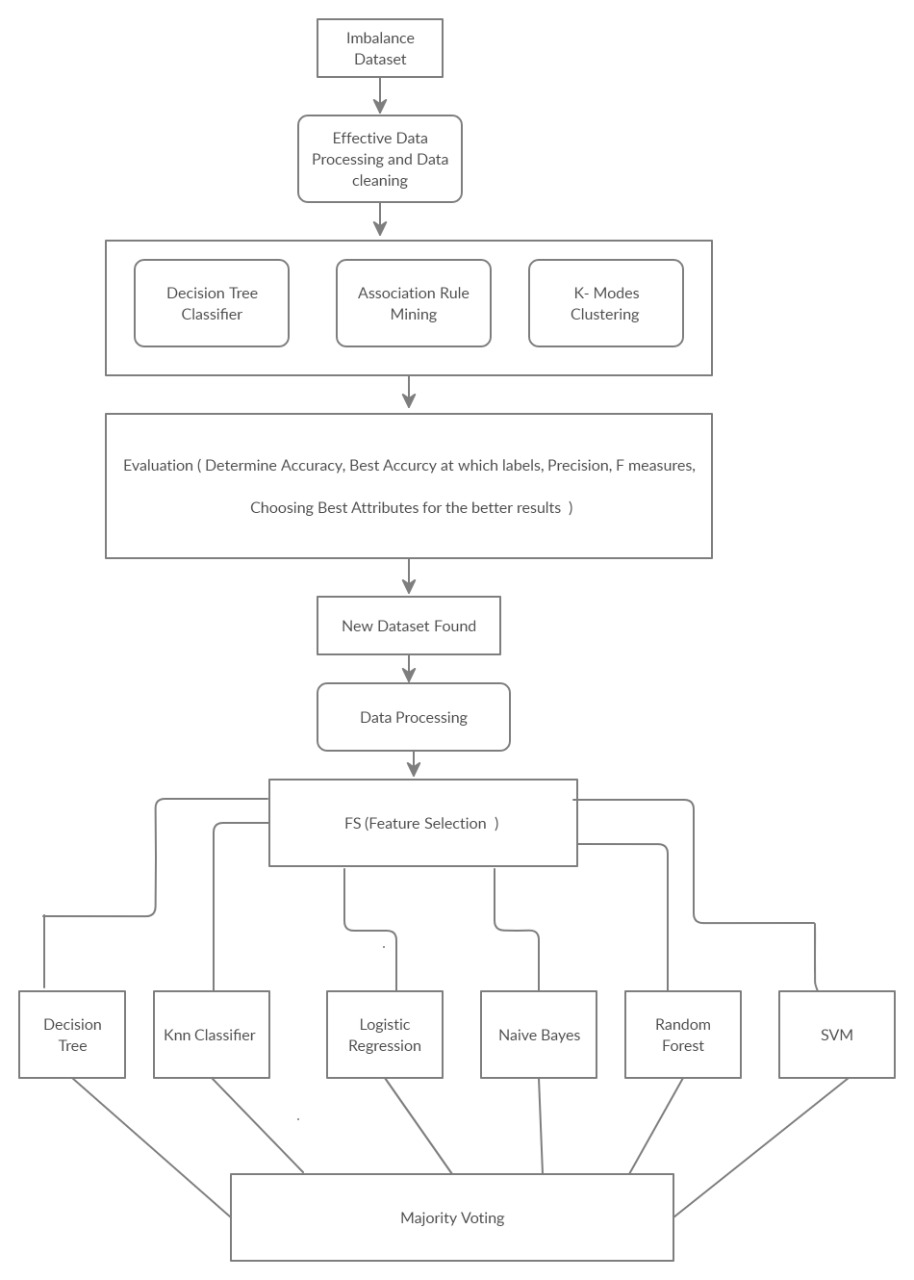 Imbalance
Dataset
Effective Data
Processing and Data
cleaning
Decision Tree
Classifier
Association Rule
Mining
K- Modes
Clustering
Evaluation ( Determine Accuracy, Best Accurcy at which labels, Precision, F measures,
Choosing Best Attributes for the better results )
New Dataset Found
Data Processing
FS (Feature Selection )
Decision
Tree
Knn Classifier
Logistic
Regression
Naive Bayes
Random
Forest
SVM
Majority Voting